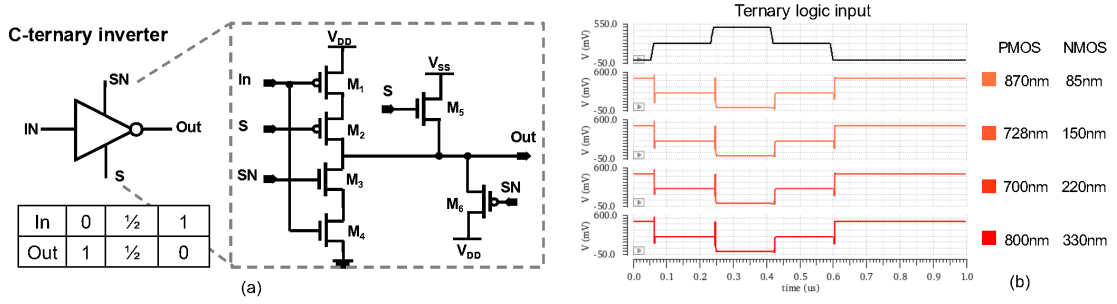 C-ternary inverter
SN
IN
Out
S
In 0 ½ 1
Out 1 ½ 0
VDD
In
M1
S
M2
SN
M3
M4
VSS
S
M5
Out
SN
M6
VDD
(a)
Ternary logic input
550.0
V (mV)
-50.0
600.0
V (mV)
-50.0
600.0
V (mV)
-50.0
600.0
V (mV)
-50.0
600.0
V (mV)
-50.0
0.0 0.1 0.2 0.3 0.4 0.5 0.6 0.7 0.8 0.9 1.0
time (us)
PMOS NMOS
870nm 85nm
728nm 150nm
700nm 220nm
800nm 330nm
(b)